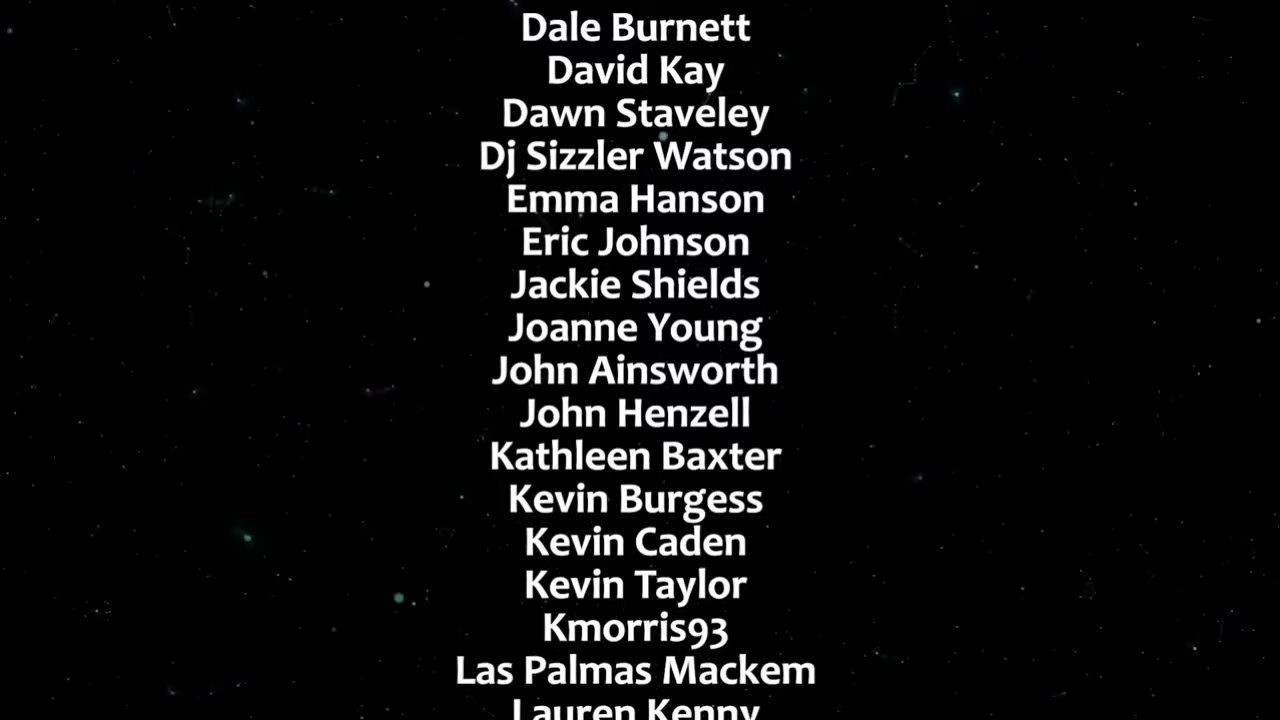 Dale Burnett
David Kay
Dawn Staveley
Dj Sizzler Watson
Emma Hanson
Eric Johnson
Jackie Shields
Joanne Young
John Ainsworth
John Henzell
Kathleen Baxter
Kevin Burgess
Kevin Caden
Kevin Taylor
Kmorris93
Las Palmas Mackem
Lauren Kenny